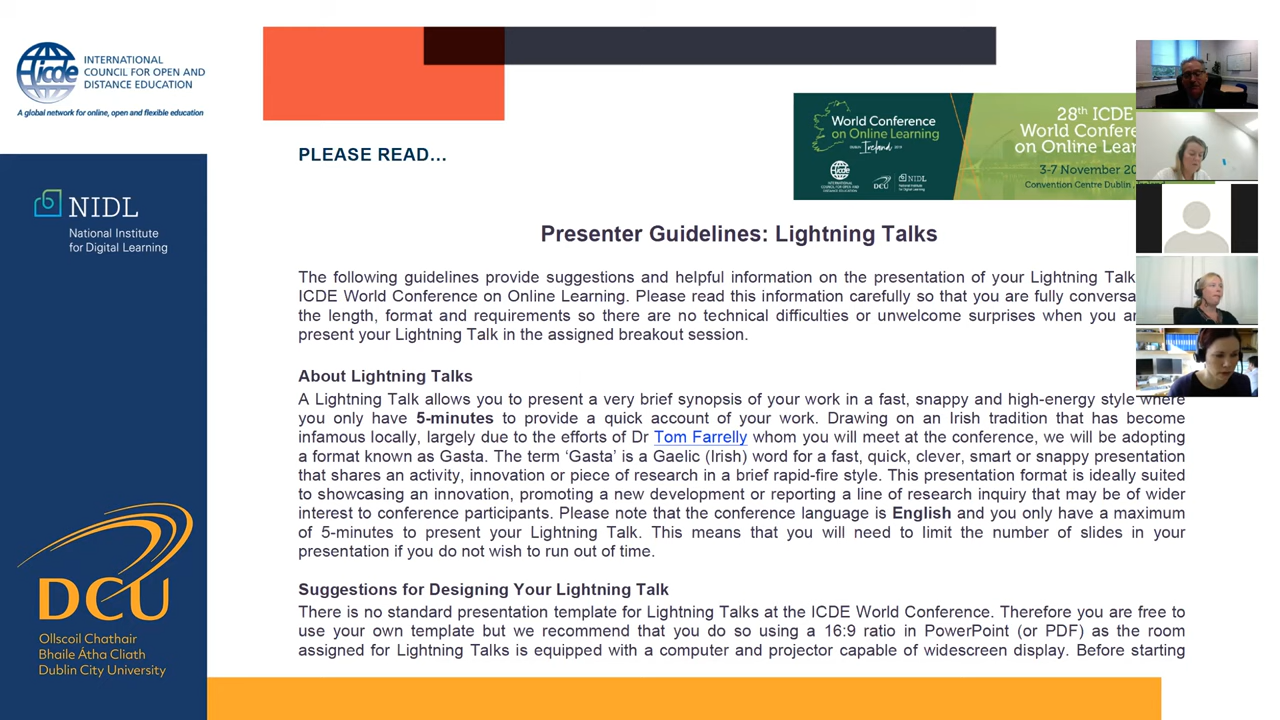 INTERNATIONAL
COUNCIL FOR OPEN AND
DISTANCE EDUCATION
icde
A global network for online, open and flexible education
World Conference
on Online Learning
Ireland
28th ICDE
World Confere
on Online Lear
3-7 November 20
Convention Centre Dublin
PLEASE READ…
NIDL
National Institute
for Digital Learning
Presenter Guidelines: Lightning Talks
The following guidelines provide suggestions and helpful information on the presentation of your Lightning Talk
ICDE World Conference on Online Learning. Please read this information carefully so that you are fully conversa
the length, format and requirements so there are no technical difficulties or unwelcome surprises when you ar
present your Lightning Talk in the assigned breakout session.
About Lightning Talks
A Lightning Talk allows you to present a very brief synopsis of your work in a fast, snappy and high-energy style where
you only have 5-minutes to provide a quick account of your work. Drawing on an Irish tradition that has become
infamous locally, largely due to the efforts of Dr Tom Farrelly whom you will meet at the conference, we will be adopting
a format known as Gasta. The term ‘Gasta’ is a Gaelic (Irish) word for a fast, quick, clever, smart or snappy presentation
that shares an activity, innovation or piece of research in a brief rapid-fire style. This presentation format is ideally suited
to showcasing an innovation, promoting a new development or reporting a line of research inquiry that may be of wider
interest to conference participants. Please note that the conference language is English and you only have a maximum
of 5-minutes to present your Lightning Talk. This means that you will need to limit the number of slides in your
presentation if you do not wish to run out of time.
Suggestions for Designing Your Lightning Talk
There is no standard presentation template for Lightning Talks at the ICDE World Conference. Therefore you are free to
use your own template but we recommend that you do so using a 16:9 ratio in PowerPoint (or PDF) as the room
assigned for Lightning Talks is equipped with a computer and projector capable of widescreen display. Before starting
DCU
Ollscoil Chathair
Bhaile Átha Cliath
Dublin City University